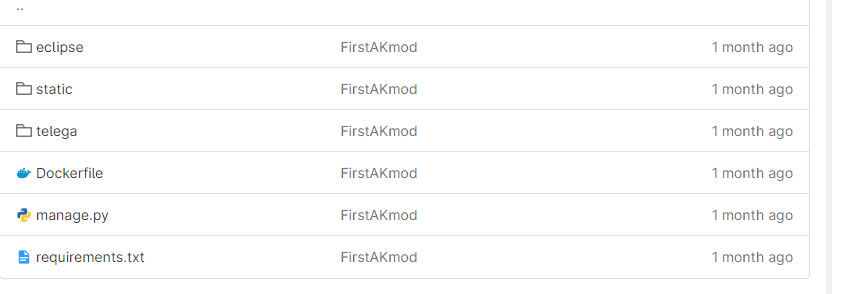 ..
eclipse FirstAKmod 1 month ago
static FirstAKmod 1 month ago
telega FirstAKmod 1 month ago
Dockerfile FirstAKmod 1 month ago
manage.py FirstAKmod 1 month ago
requirements.txt FirstAKmod 1 month ago